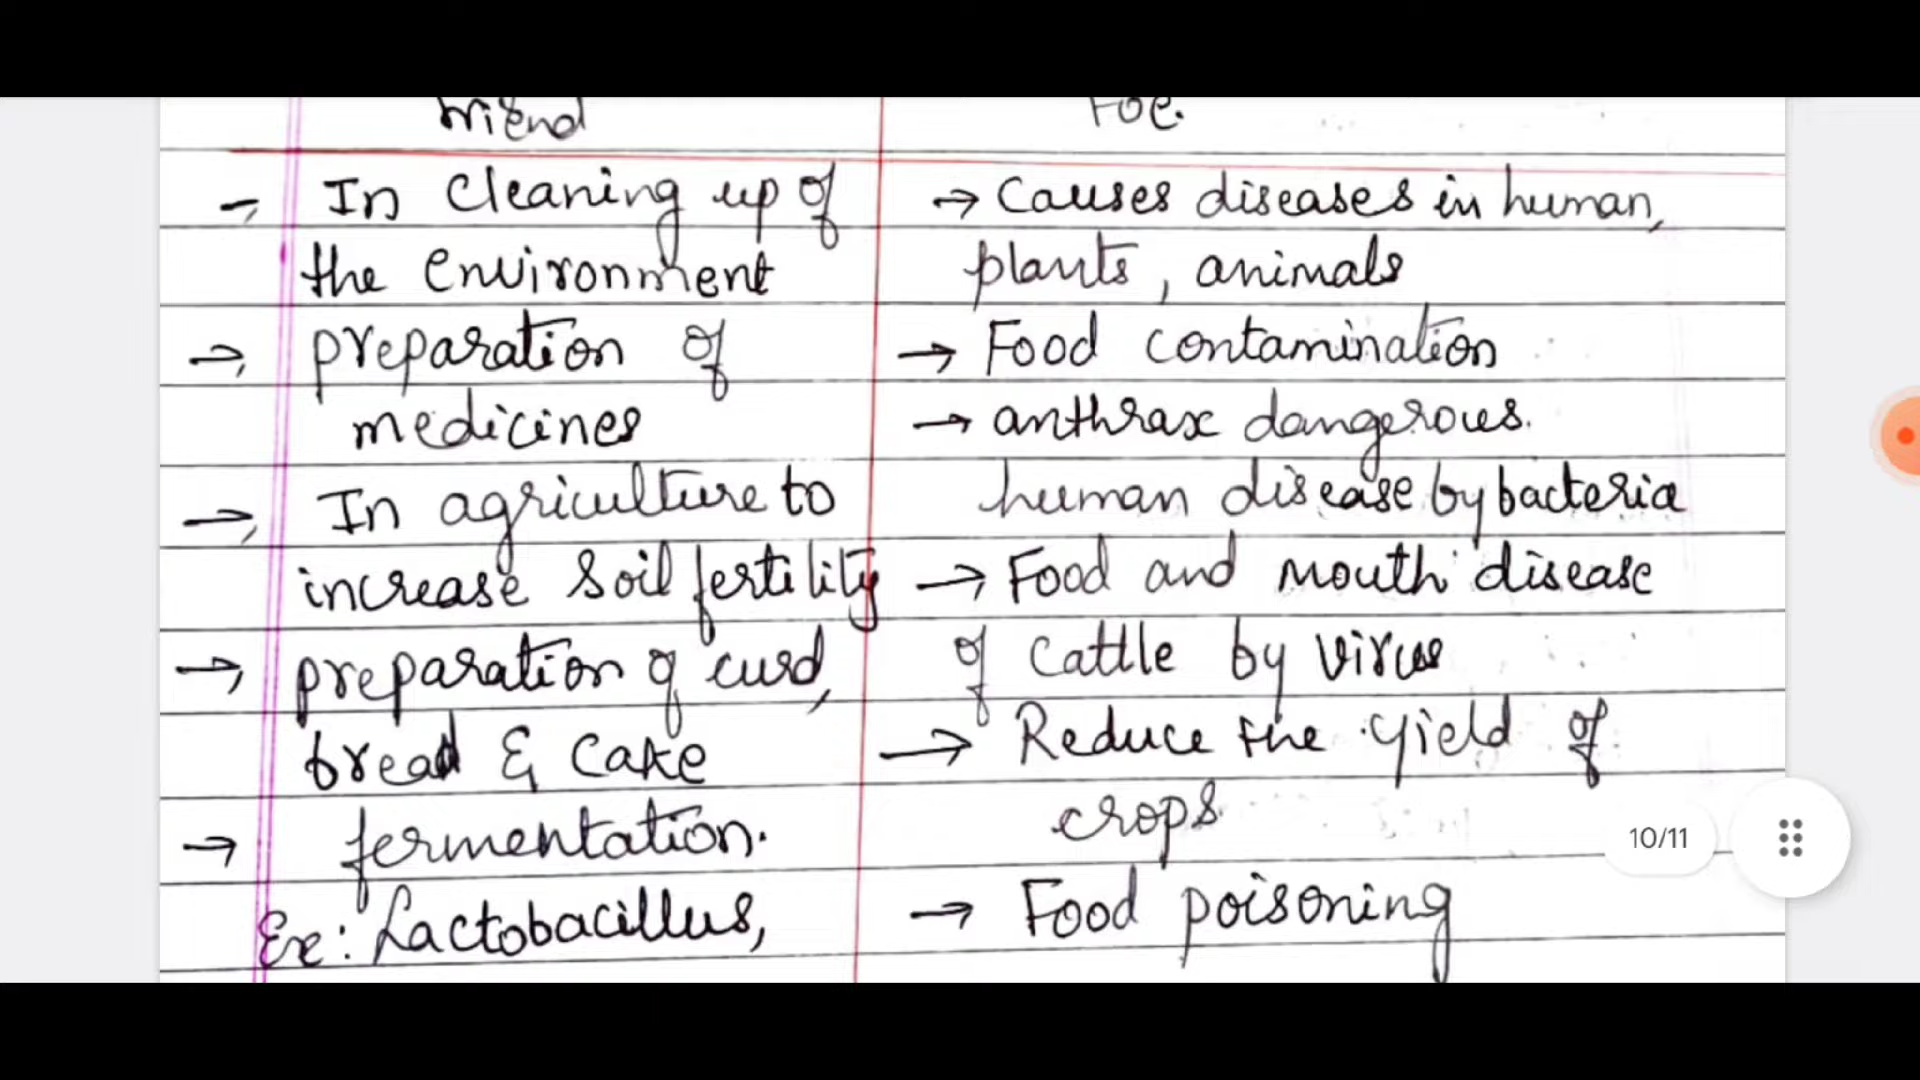 Friend
Foe.
→ In cleaning up of
the environment
→ preparation of
medicines
→ In agriculture to
increase soil fertility
→ preparation of curd,
bread & cake
→ fermentation.
Ex: Lactobacillus,
→ Causes diseases in human,
plants, animals
→ Food contamination
→ anthrax dangerous.
human disease by bacteria
→ Food and mouth disease
of cattle by virus
→ Reduce the yield of
crops.
→ Food poisoning
10/11